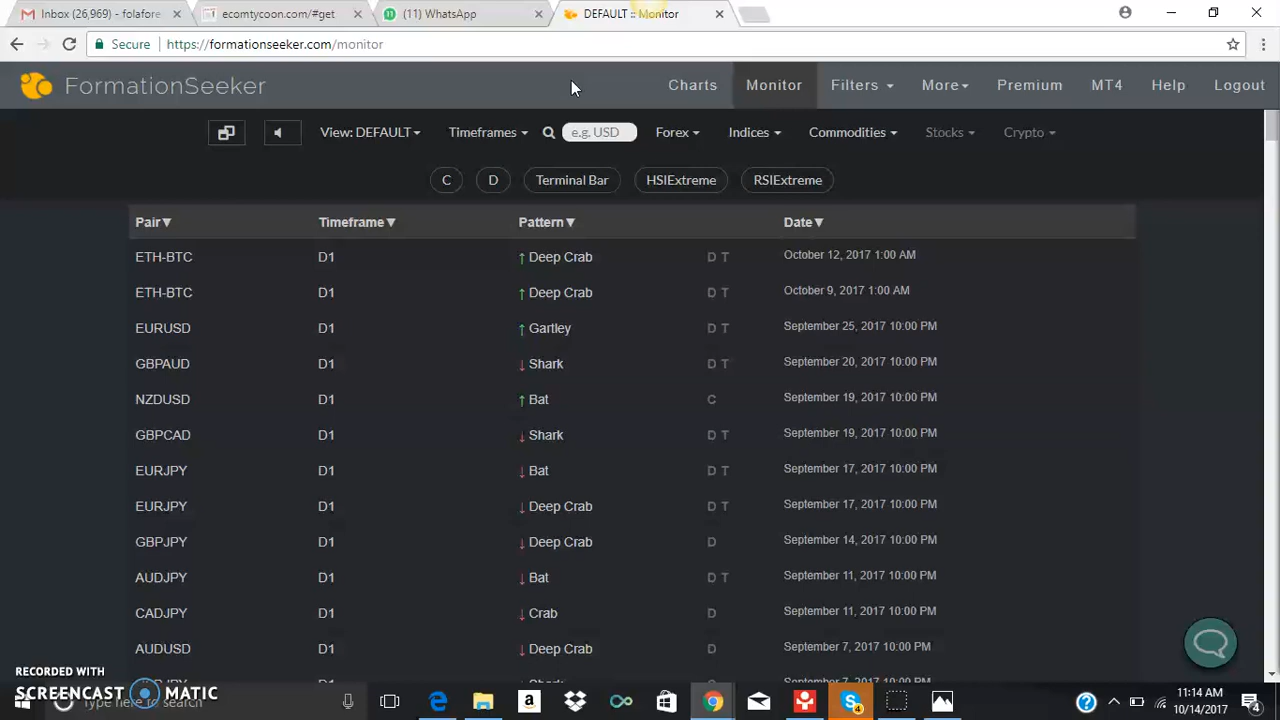 Inbox (26,969) - folafore
ecomtycoon.com/#get
(11) WhatsApp
DEFAULT :: Monitor
Secure https://formationseeker.com/monitor
FormationSeeker
Charts Monitor Filters More Premium MT4 Help Logout
View: DEFAULT Timeframes e.g. USD Forex Indices Commodities Stocks Crypto
C D Terminal Bar HSIExtreme RSIExtreme
Pair▼ Timeframe▼ Pattern▼ Date▼
ETH-BTC D1 ↑ Deep Crab D T October 12, 2017 1:00 AM
ETH-BTC D1 ↑ Deep Crab D T October 9, 2017 1:00 AM
EURUSD D1 ↑ Gartley D T September 25, 2017 10:00 PM
GBPAUD D1 ↓ Shark D T September 20, 2017 10:00 PM
NZDUSD D1 ↑ Bat C September 19, 2017 10:00 PM
GBPCAD D1 ↓ Shark D T September 19, 2017 10:00 PM
EURJPY D1 ↓ Bat D T September 17, 2017 10:00 PM
EURJPY D1 ↓ Deep Crab D T September 17, 2017 10:00 PM
GBPJPY D1 ↓ Deep Crab D September 14, 2017 10:00 PM
AUDJPY D1 ↓ Bat D T September 11, 2017 10:00 PM
CADJPY D1 ↓ Crab D September 11, 2017 10:00 PM
AUDUSD D1 ↓ Deep Crab D September 7, 2017 10:00 PM
RECORDED WITH
SCREENCAST MATIC
Type here to search
4
11:14 AM
10/14/2017
4